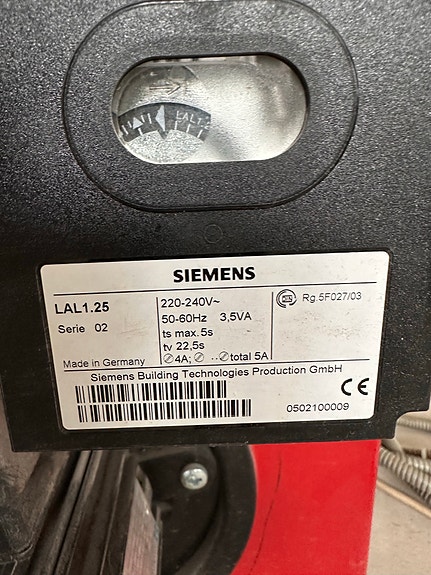 LAL1
SIEMENS
LAL1.25
Serie 02
Made in Germany
220-240V~
50-60Hz 3,5VA
ts max.5s
tv 22,5s
⊘4A; ⊘ ..⊘total 5A
Rg.5F027/03
Siemens Building Technologies Production GmbH
CE
0502100009